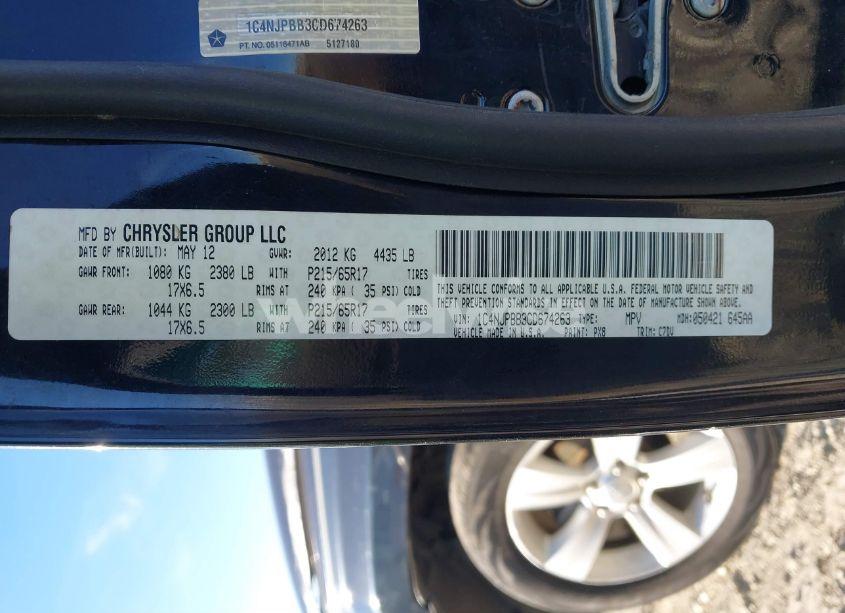 1C4NJPBB3CD674263
PT. NO. 05116471AB 5127180
MFD BY CHRYSLER GROUP LLC
DATE OF MFR(BUILT): MAY 12 GVWR: 2012 KG 4435 LB
GAWR FRONT: 1080 KG 2380 LB WITH P215/65R17 TIRES
17X6.5 RIMS AT 240 KPA ( 35 PSI) COLD
GAWR REAR: 1044 KG 2300 LB WITH P215/65R17 TIRES
17X6.5 RIMS AT 240 KPA ( 35 PSI) COLD
THIS VEHICLE CONFORMS TO ALL APPLICABLE U.S.A. FEDERAL MOTOR VEHICLE SAFETY AND
THEFT PREVENTION STANDARDS IN EFFECT ON THE DATE OF MANUFACTURE SHOWN ABOVE.
VIN: 1C4NJPBB3CD674263 TYPE: MPV MDH:050421 645AA
VEHICLE MADE IN U.S.A. PAINT: PX8 TRIM: C7DV